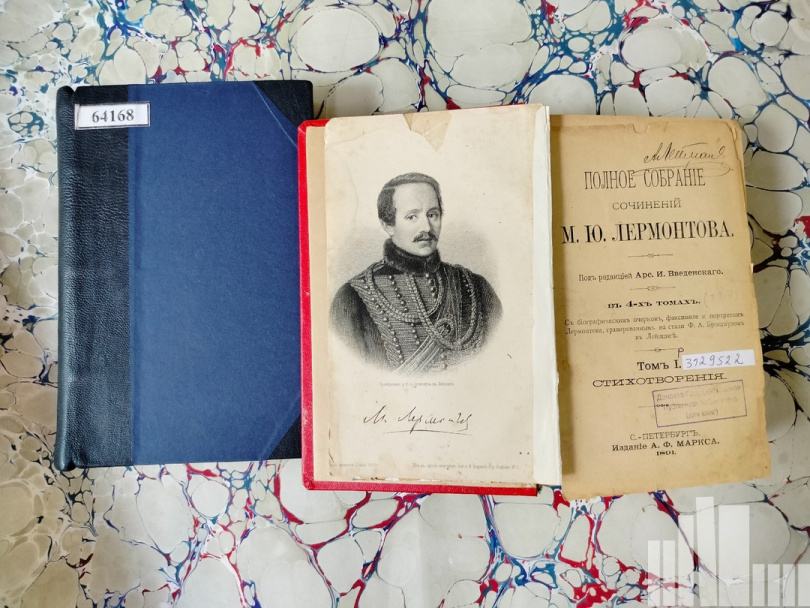 64168
М. Лермонтов
ПОЛНОЕ СОБРАНІЕ
СОЧИНЕНІЙ
М. Ю. ЛЕРМОНТОВА.
Подъ редакціей Арс. И. Введенскаго.
ВЪ 4-ХЪ ТОМАХЪ.
Съ біографическимъ очеркомъ, факсимиле и портретомъ
Лермонтова, гравированнымъ на стали Ф. А. Брокгаузомъ
въ Лейпцигѣ.
Томъ I.
3129522
СТИХОТВОРЕНІЯ.
С.-ПЕТЕРБУРГЪ.
Изданіе А. Ф. МАРКСА.
1891.